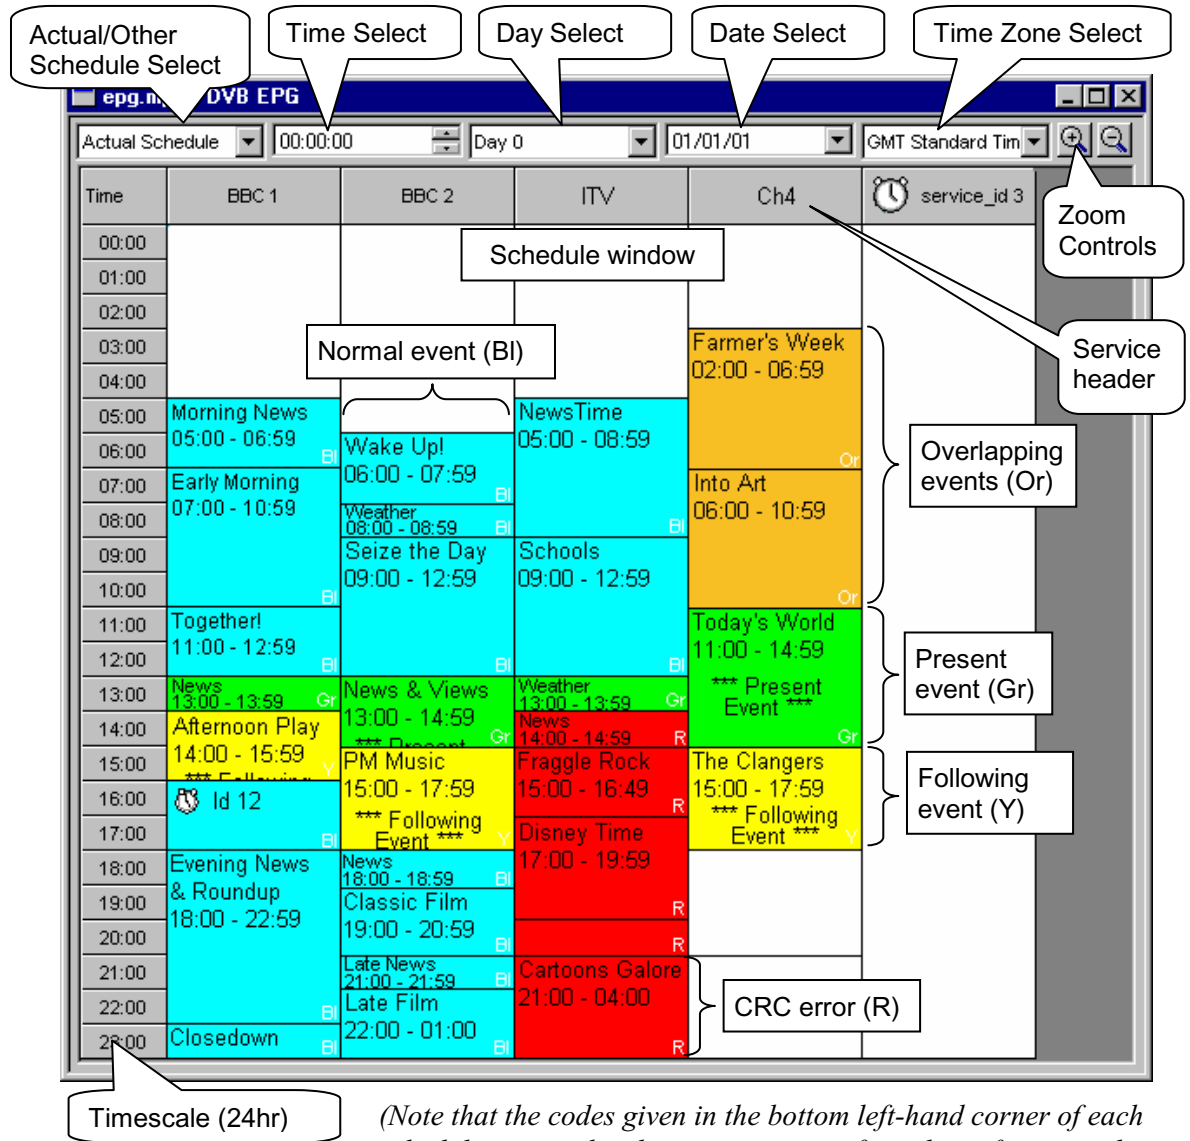 Actual/Other
Schedule Select
Time Select
Day Select
Date Select
Time Zone Select
epg.m
DVB EPG
Actual Schedule
00:00:00
Day 0
01/01/01
GMT Standard Tim
Time
BBC 1
BBC 2
ITV
Ch4
service_id 3
Zoom
Controls
Schedule window
Normal event (Bl)
Service
header
Overlapping
events (Or)
Present
event (Gr)
Following
event (Y)
CRC error (R)
Timescale (24hr)
00:00
01:00
02:00
03:00
04:00
05:00
06:00
07:00
08:00
09:00
10:00
11:00
12:00
13:00
14:00
15:00
16:00
17:00
18:00
19:00
20:00
21:00
22:00
23:00
Morning News
05:00 - 06:59
Bl
Early Morning
07:00 - 10:59
Bl
Together!
11:00 - 12:59
Bl
News
13:00 - 13:59
Gr
Afternoon Play
14:00 - 15:59
*** Following
Y
Id 12
Bl
Evening News
& Roundup
18:00 - 22:59
Bl
Closedown
Bl
Wake Up!
06:00 - 07:59
Bl
Weather
08:00 - 08:59
Bl
Seize the Day
09:00 - 12:59
Bl
News & Views
13:00 - 14:59
*** Present
Gr
PM Music
15:00 - 17:59
*** Following
Event ***
Y
News
18:00 - 18:59
Bl
Classic Film
19:00 - 20:59
Bl
Late News
21:00 - 21:59
Bl
Late Film
22:00 - 01:00
Bl
NewsTime
05:00 - 08:59
Bl
Schools
09:00 - 12:59
Bl
Weather
13:00 - 13:59
Gr
News
14:00 - 14:59
R
Fraggle Rock
15:00 - 16:49
R
Disney Time
17:00 - 19:59
R
R
Cartoons Galore
21:00 - 04:00
R
Farmer's Week
02:00 - 06:59
Or
Into Art
06:00 - 10:59
Or
Today's World
11:00 - 14:59
*** Present
Event ***
Gr
The Clangers
15:00 - 17:59
*** Following
Event ***
Y
(Note that the codes given in the bottom left-hand corner of each